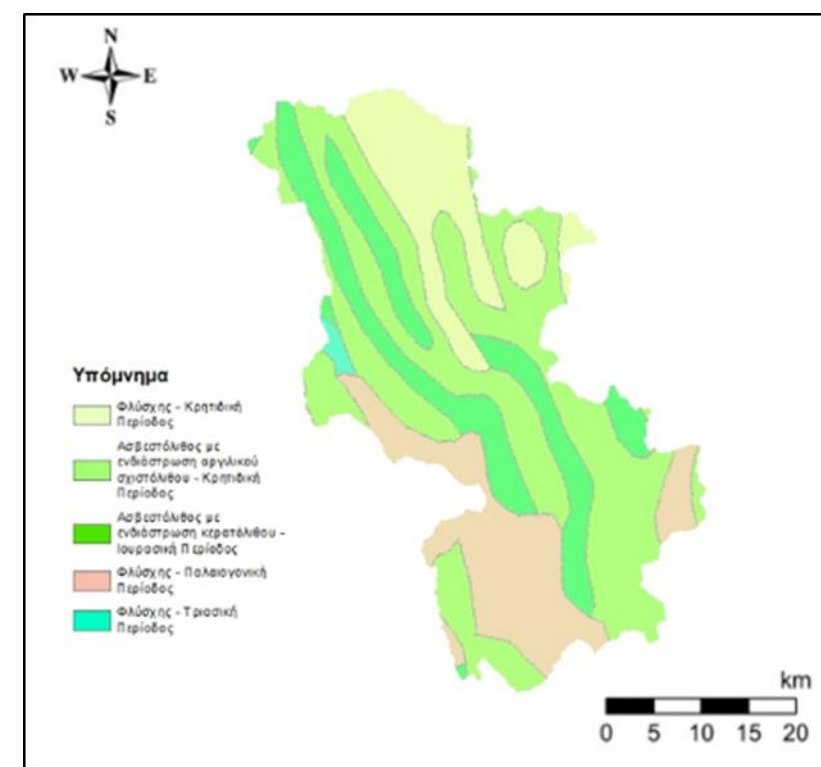 N
W E
S
Υπόμνημα
Φλύσχης - Κρητιδική
Περίοδος
Ασβεστόλιθος με
ενδιάστρωση αργιλικού
σχιστόλιθου - Κρητιδική
Περίοδος
Ασβεστόλιθος με
ενδιάστρωση κερατόλιθου -
Ιουρασική Περίοδος
Φλύσχης - Παλαιογονική
Περίοδος
Φλύσχης - Τριασική
Περίοδος
km
0 5 10 15 20